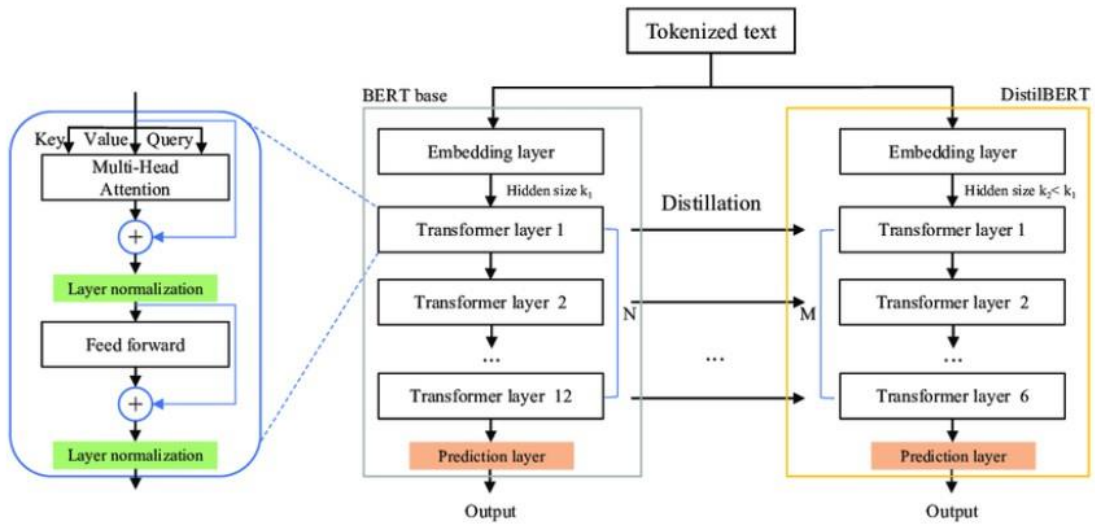 Tokenized text
BERT base
DistilBERT
Key Value Query
Multi-Head
Attention
+
Layer normalization
Feed forward
+
Layer normalization
Embedding layer
Hidden size k₁
Transformer layer 1
Transformer layer 2
...
Transformer layer 12
N
Prediction layer
Output
Distillation
...
Embedding layer
Hidden size k₂< k₁
Transformer layer 1
Transformer layer 2
...
Transformer layer 6
M
Prediction layer
Output